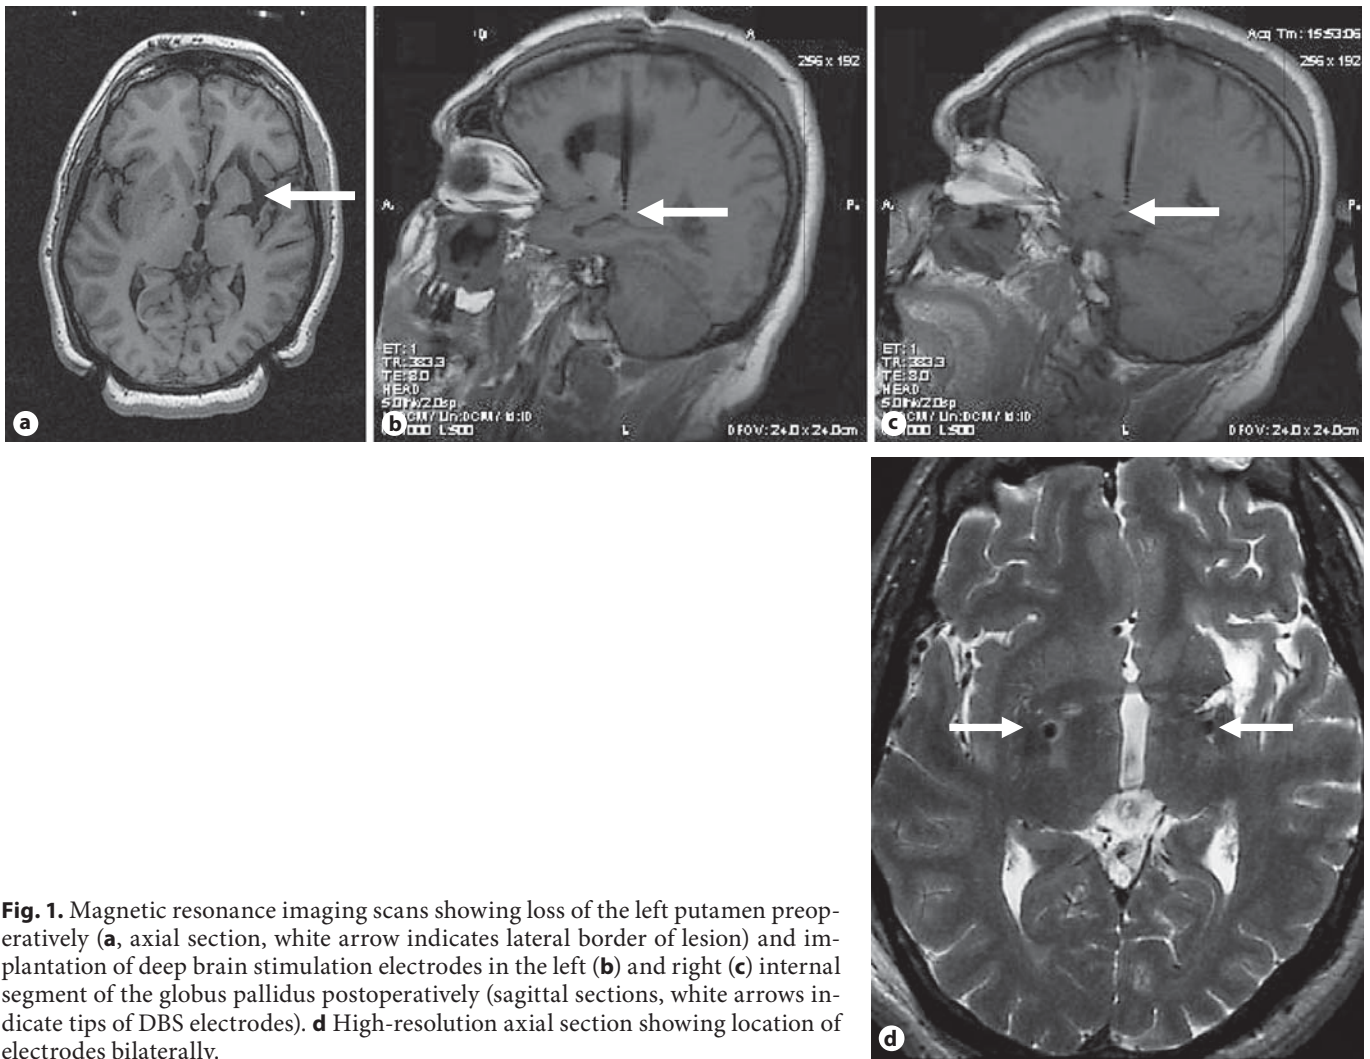 A
Acq Tm: 15:53:06
256 x 192
256 x 192
A
P
A
P
ET: 1
TR: 383.3
TE: 8.0
HEAD
L
DFOV: 24.0 x 24.0cm
ET: 1
TR: 383.3
TE: 8.0
HEAD
L
DFOV: 24.0 x 24.0cm
a
b
c
d
Fig. 1. Magnetic resonance imaging scans showing loss of the left putamen preop-
eratively (a, axial section, white arrow indicates lateral border of lesion) and im-
plantation of deep brain stimulation electrodes in the left (b) and right (c) internal
segment of the globus pallidus postoperatively (sagittal sections, white arrows in-
dicate tips of DBS electrodes). d High-resolution axial section showing location of
electrodes bilaterally.